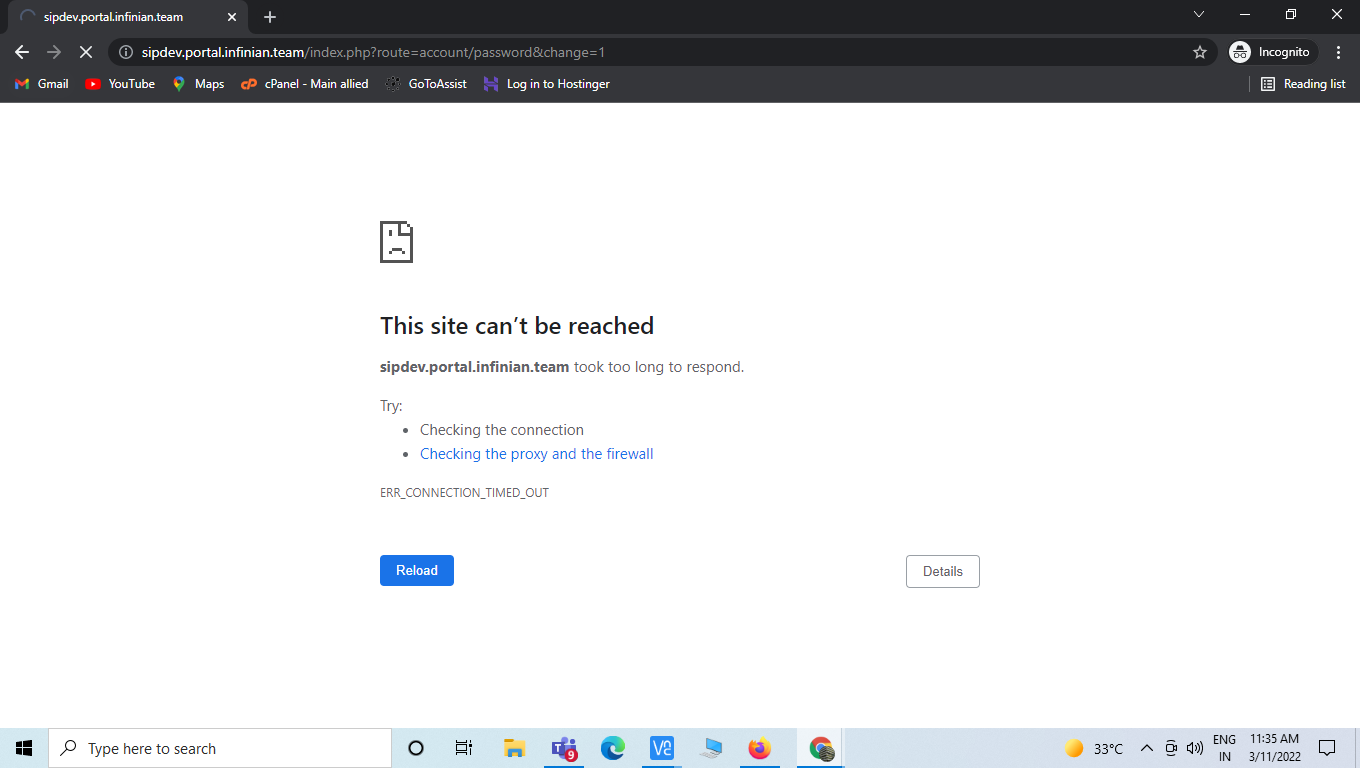 sipdev.portal.infinian.team
sipdev.portal.infinian.team/index.php?route=account/password&change=1
Incognito
Gmail
YouTube
Maps
cP
cPanel - Main allied
GoToAssist
Log in to Hostinger
Reading list
This site can’t be reached
sipdev.portal.infinian.team took too long to respond.
Try:
• Checking the connection
• Checking the proxy and the firewall
ERR_CONNECTION_TIMED_OUT
Reload
Details
Type here to search
9
33°C
ENG
IN
11:35 AM
3/11/2022